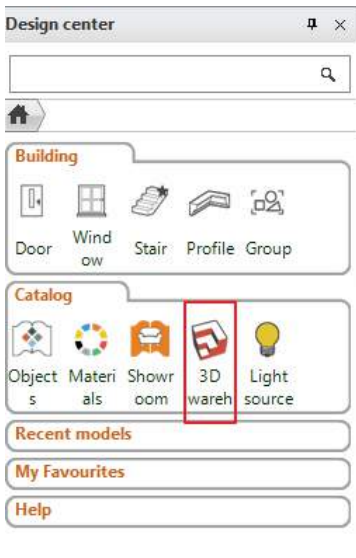 Design center
Building
Door Wind Stair Profile Group
ow
Catalog
Object Materi Showr 3D Light
s als oom wareh source
Recent models
My Favourites
Help